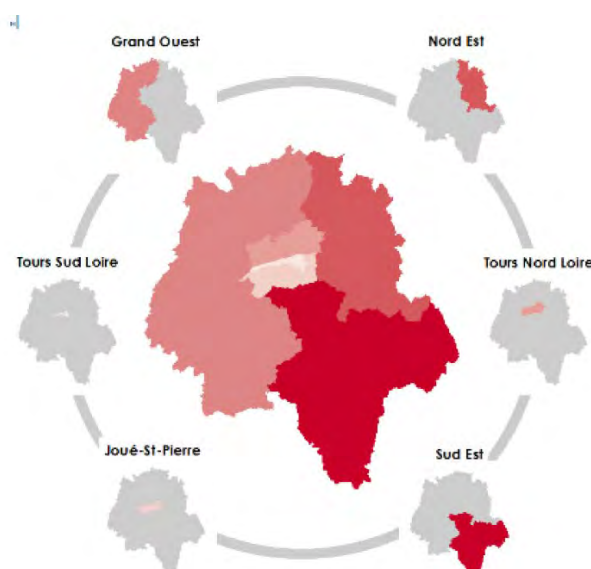 Grand Ouest
Nord Est
Tours Sud Loire
Tours Nord Loire
Joué-St-Pierre
Sud Est